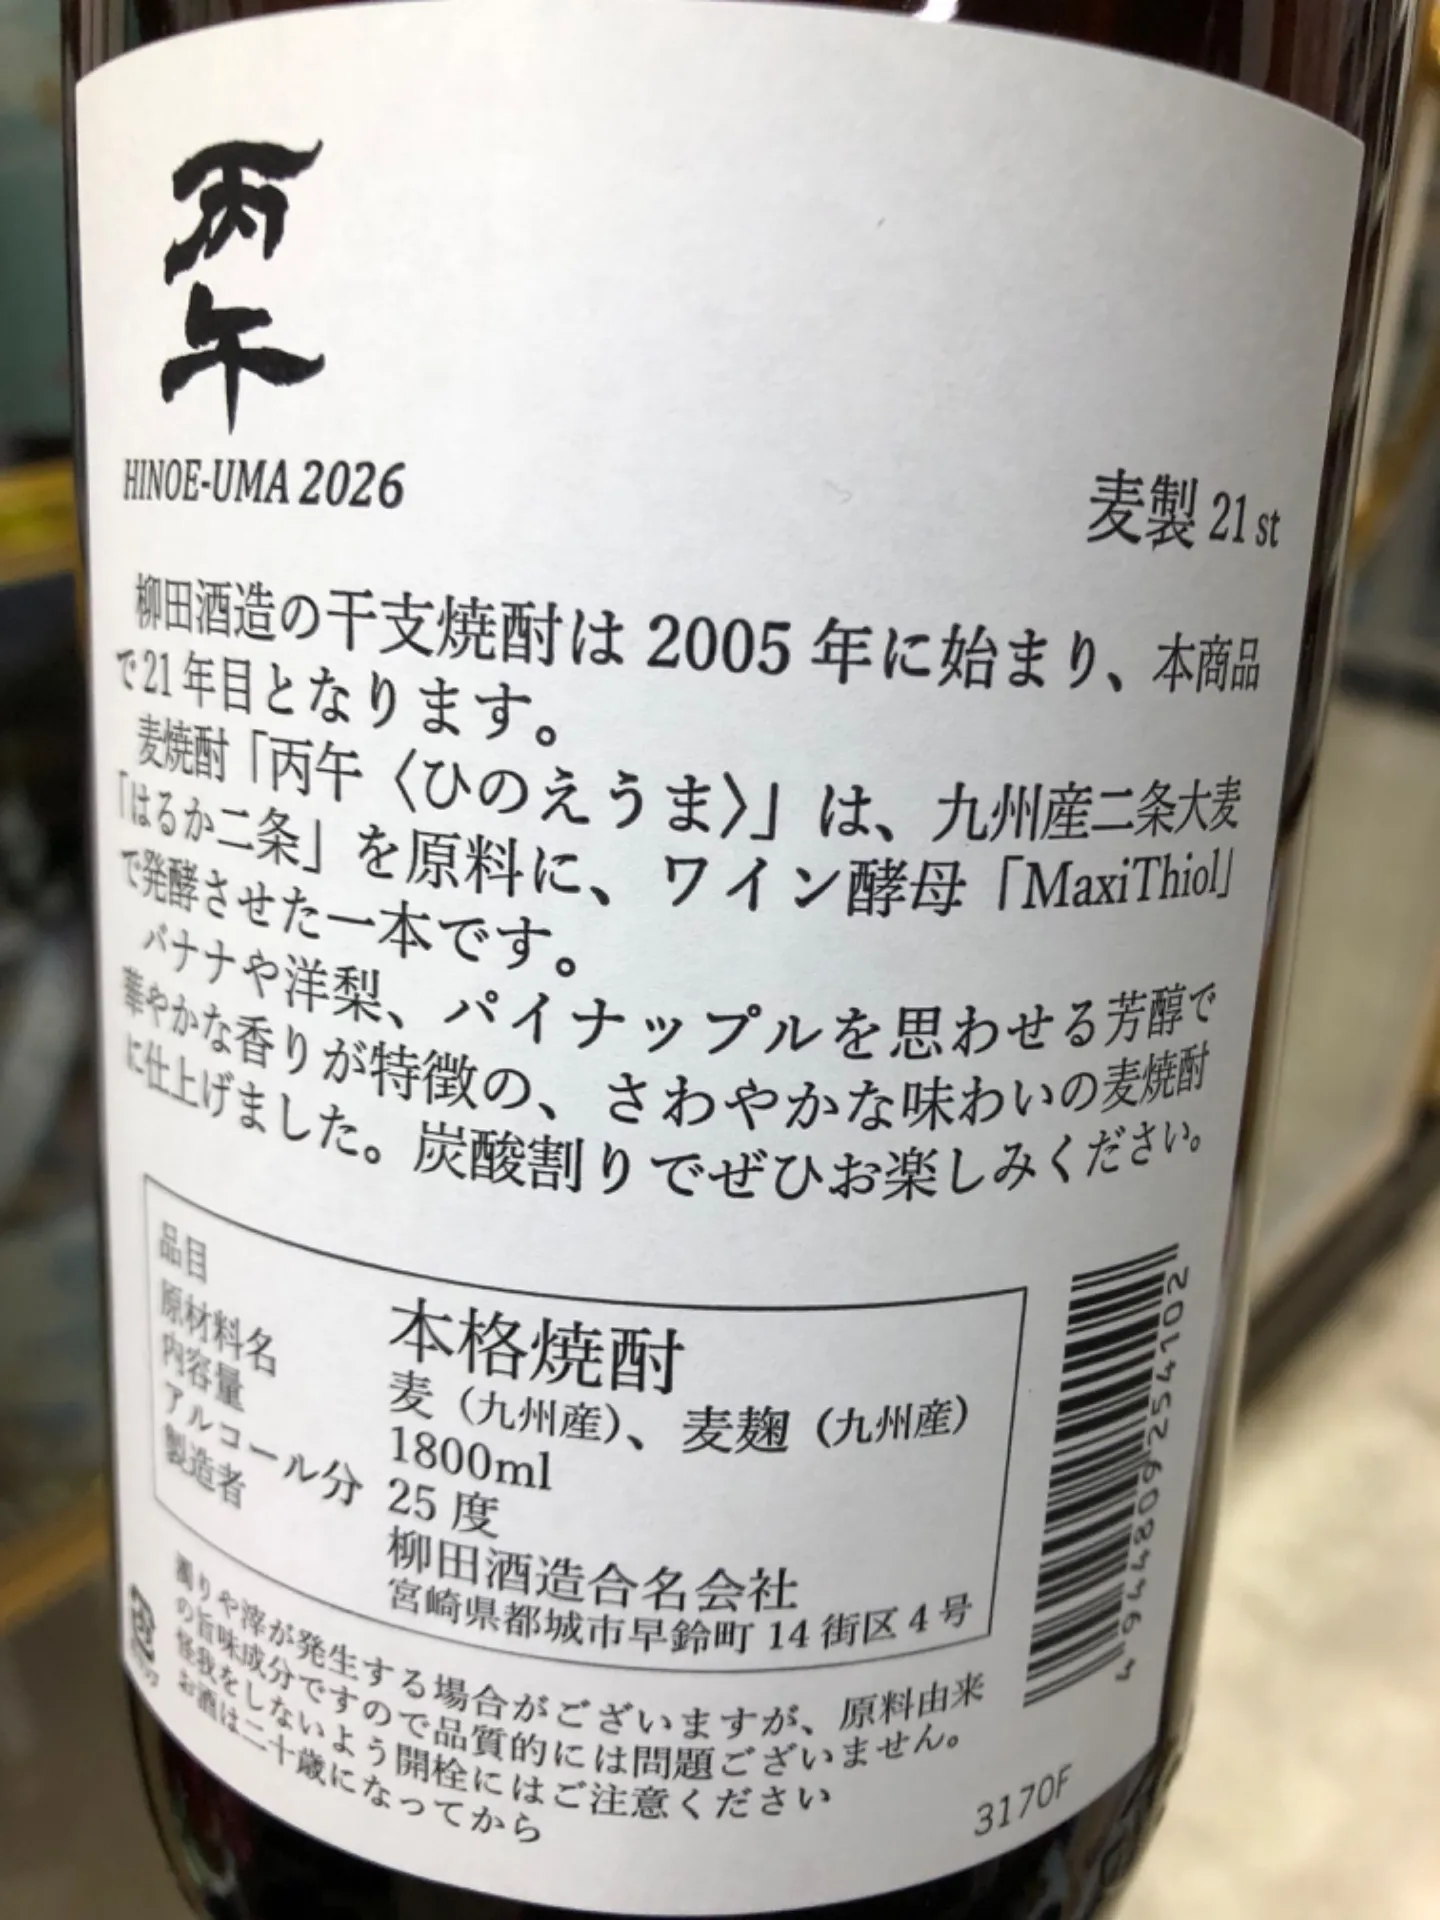 丙
午
HINOE-UMA 2026
麦製 21st
柳田酒造の干支焼酎は 2005 年に始まり、本商品
で 21 年目となります。
麦焼酎「丙午〈ひのえうま〉」は、九州産二条大麦
「はるか二条」を原料に、ワイン酵母「MaxiThiol」
で発酵させた一本です。
バナナや洋梨、パイナップルを思わせる芳醇で
華やかな香りが特徴の、さわやかな味わいの麦焼酎
に仕上げました。炭酸割りでぜひお楽しみください。
品目 本格焼酎
原材料名 麦（九州産）、麦麹（九州産）
内容量 1800ml
アルコール分 25 度
製造者 柳田酒造合名会社
宮崎県都城市早鈴町 14 街区 4 号
濁りや滓が発生する場合がございますが、原料由来
の旨味成分ですので品質的には問題ございません。
怪我をしないよう開栓にはご注意ください
お酒は二十歳になってから
4944809254102
3170F